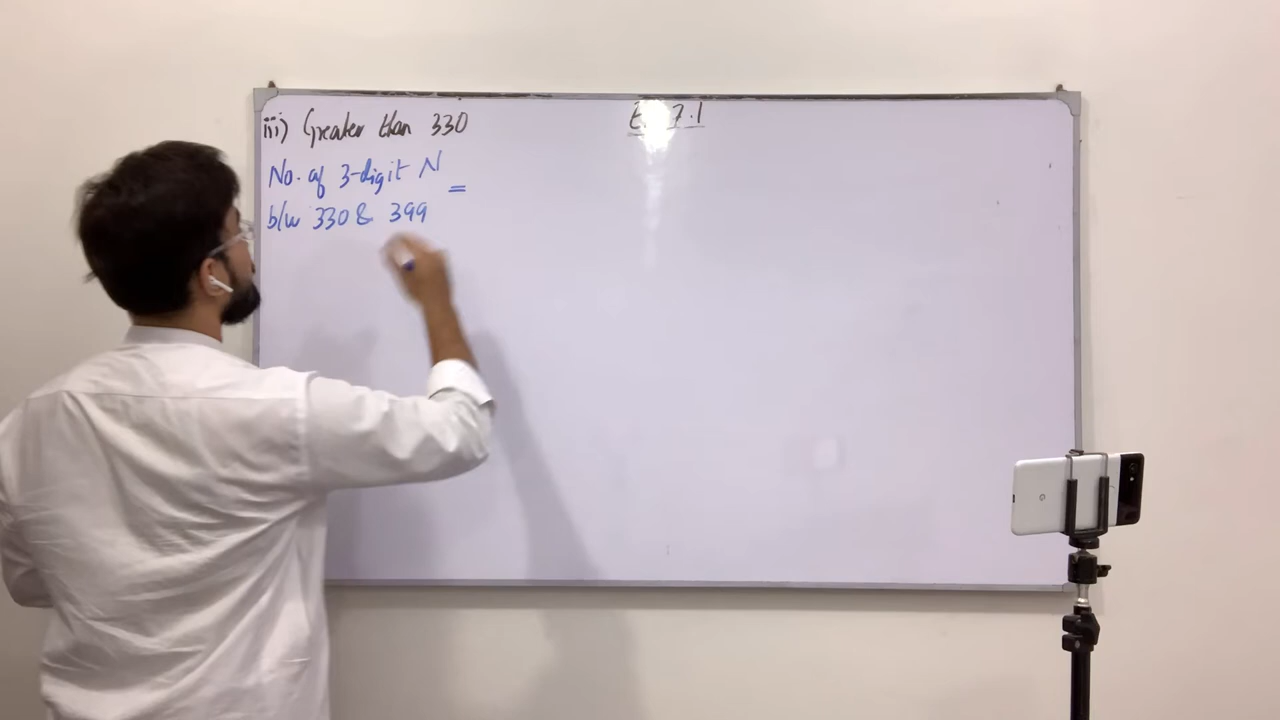 Ex 7.1
iii) Greater than 330
No. of 3-digit N =
b/w 330 & 399